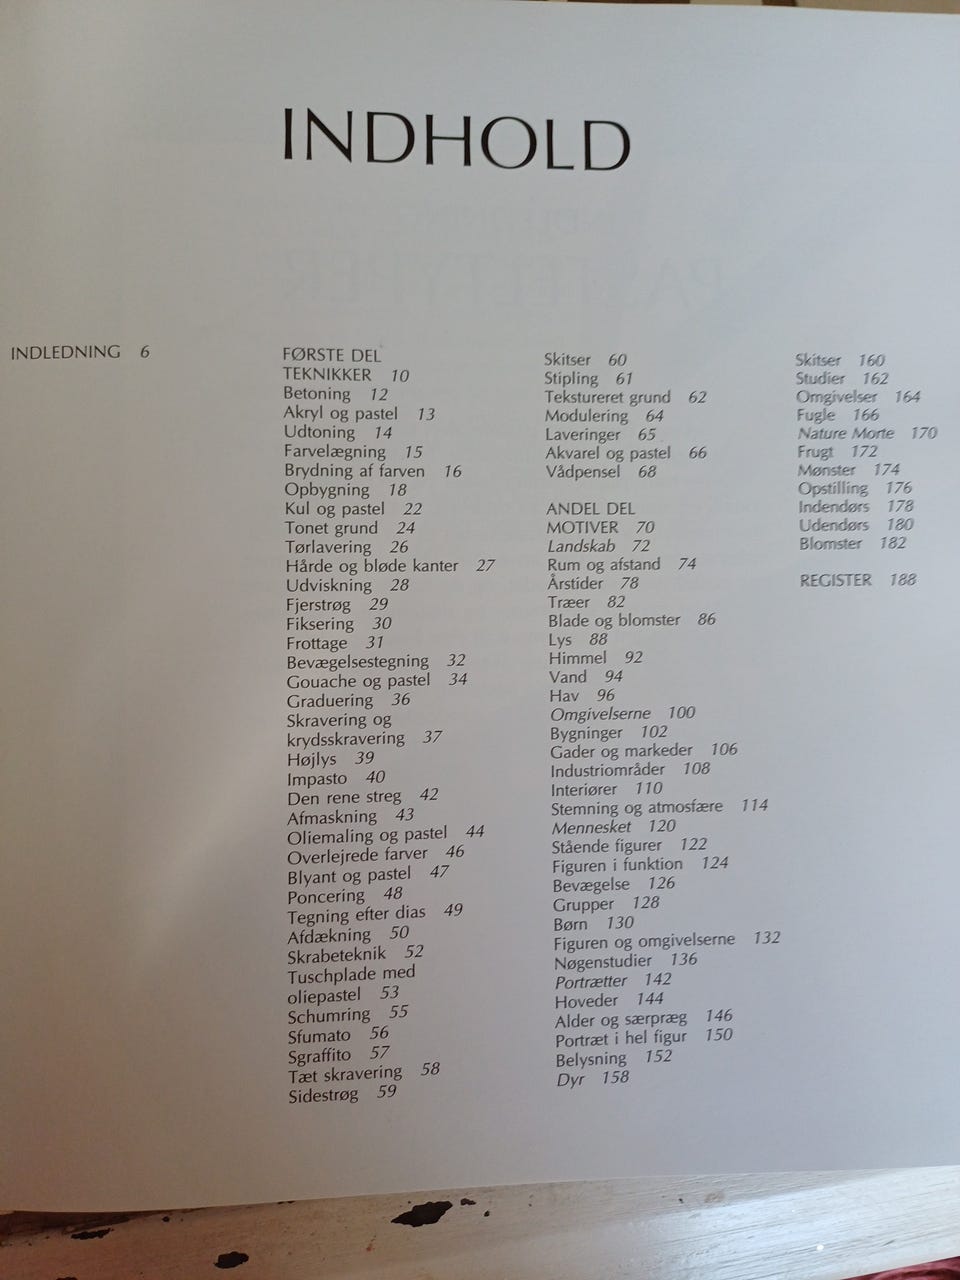 INDHOLD
INDLEDNING 6
FØRSTE DEL
TEKNIKKER 10
Betoning 12
Akryl og pastel 13
Udtoning 14
Farvelægning 15
Brydning af farven 16
Opbygning 18
Kul og pastel 22
Tonet grund 24
Tørlavering 26
Hårde og bløde kanter 27
Udviskning 28
Fjerstrøg 29
Fiksering 30
Frottage 31
Bevægelsestegning 32
Gouache og pastel 34
Graduering 36
Skravering og
krydsskravering 37
Højlys 39
Impasto 40
Den rene streg 42
Afmaskning 43
Oliemaling og pastel 44
Overlejrede farver 46
Blyant og pastel 47
Poncering 48
Tegning efter dias 49
Afdækning 50
Skrabeteknik 52
Tuschplade med
oliepastel 53
Schumring 55
Sfumato 56
Sgraffito 57
Tæt skravering 58
Sidestrøg 59
Skitser 60
Stipling 61
Tekstureret grund 62
Modulering 64
Laveringer 65
Akvarel og pastel 66
Vådpensel 68
ANDEL DEL
MOTIVER 70
Landskab 72
Rum og afstand 74
Årstider 78
Træer 82
Blade og blomster 86
Lys 88
Himmel 92
Vand 94
Hav 96
Omgivelserne 100
Bygninger 102
Gader og markeder 106
Industriområder 108
Interiører 110
Stemning og atmosfære 114
Mennesket 120
Stående figurer 122
Figuren i funktion 124
Bevægelse 126
Grupper 128
Børn 130
Figuren og omgivelserne 132
Nøgenstudier 136
Portrætter 142
Hoveder 144
Alder og særpræg 146
Portræt i hel figur 150
Belysning 152
Dyr 158
Skitser 160
Studier 162
Omgivelser 164
Fugle 166
Nature Morte 170
Frugt 172
Mønster 174
Opstilling 176
Indendørs 178
Udendørs 180
Blomster 182
REGISTER 188